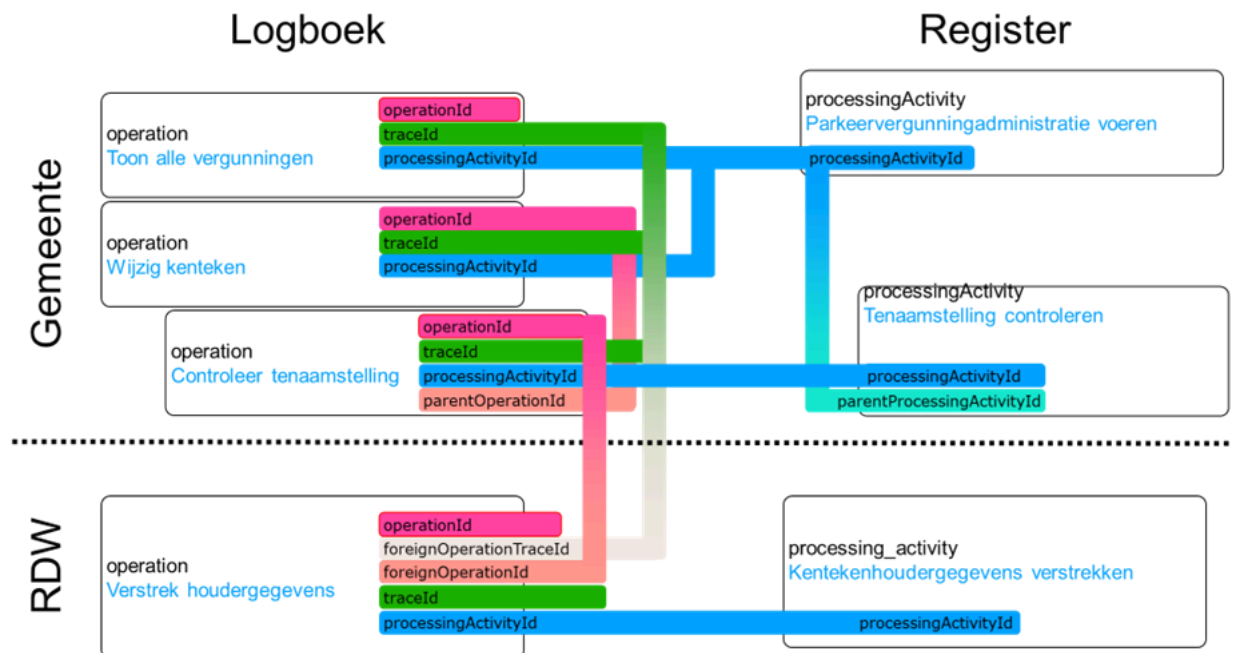 Logboek
Register
Gemeente
operation
Toon alle vergunningen
operationId
traceId
processingActivityId
processingActivity
Parkeervergunningadministratie voeren
processingActivityId
operation
Wijzig kenteken
operationId
traceId
processingActivityId
operation
Controleer tenaamstelling
operationId
traceId
processingActivityId
parentOperationId
processingActivity
Tenaamstelling controleren
processingActivityId
parentProcessingActivityId
RDW
operation
Verstrek houdergegevens
operationId
foreignOperationTraceId
foreignOperationId
traceId
processingActivityId
processing_activity
Kentekenhoudergegevens verstrekken
processingActivityId